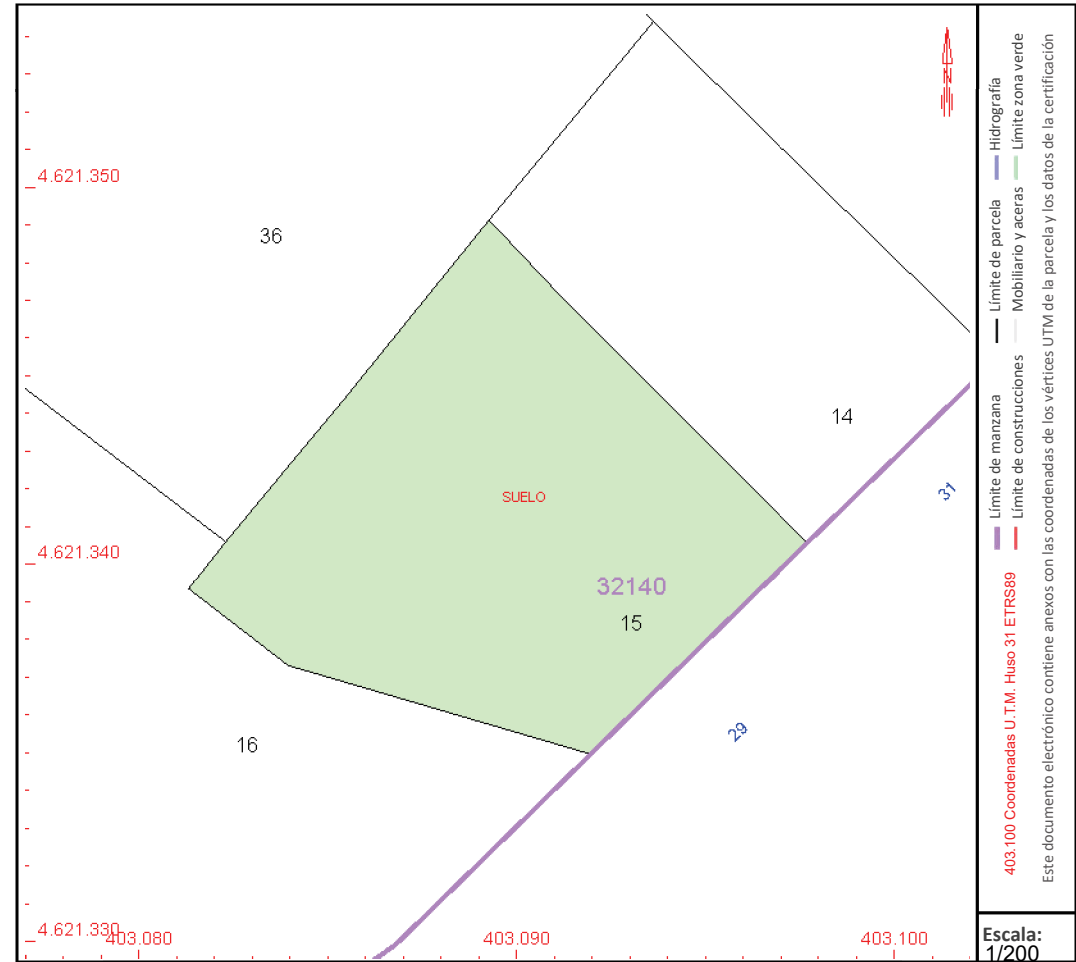 4.621.350
36
14
31
SUELO
4.621.340
32140
15
29
16
4.621.330
403.080
403.090
403.100
N
Límite de manzana
Límite de parcela
Hidrografía
Límite de construcciones
Mobiliario y aceras
Límite zona verde
403.100 Coordenadas U.T.M. Huso 31 ETRS89
Este documento electrónico contiene anexos con las coordenadas de los vértices UTM de la parcela y los datos de la certificación
Escala:
1/200